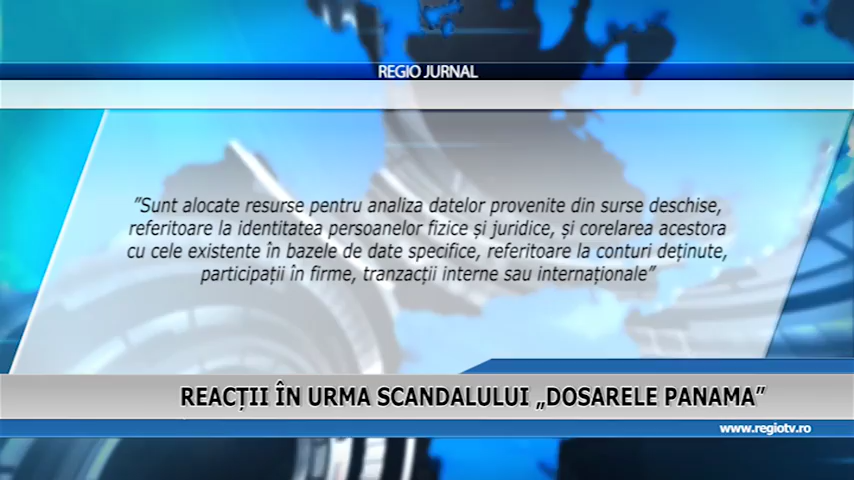 REGIO JURNAL
”Sunt alocate resurse pentru analiza datelor provenite din surse deschise,
referitoare la identitatea persoanelor fizice și juridice, și corelarea acestora
cu cele existente în bazele de date specifice, referitoare la conturi deținute,
participații în firme, tranzacții interne sau internaționale”
REACȚII ÎN URMA SCANDALULUI „DOSARELE PANAMA”
www.regiotv.ro